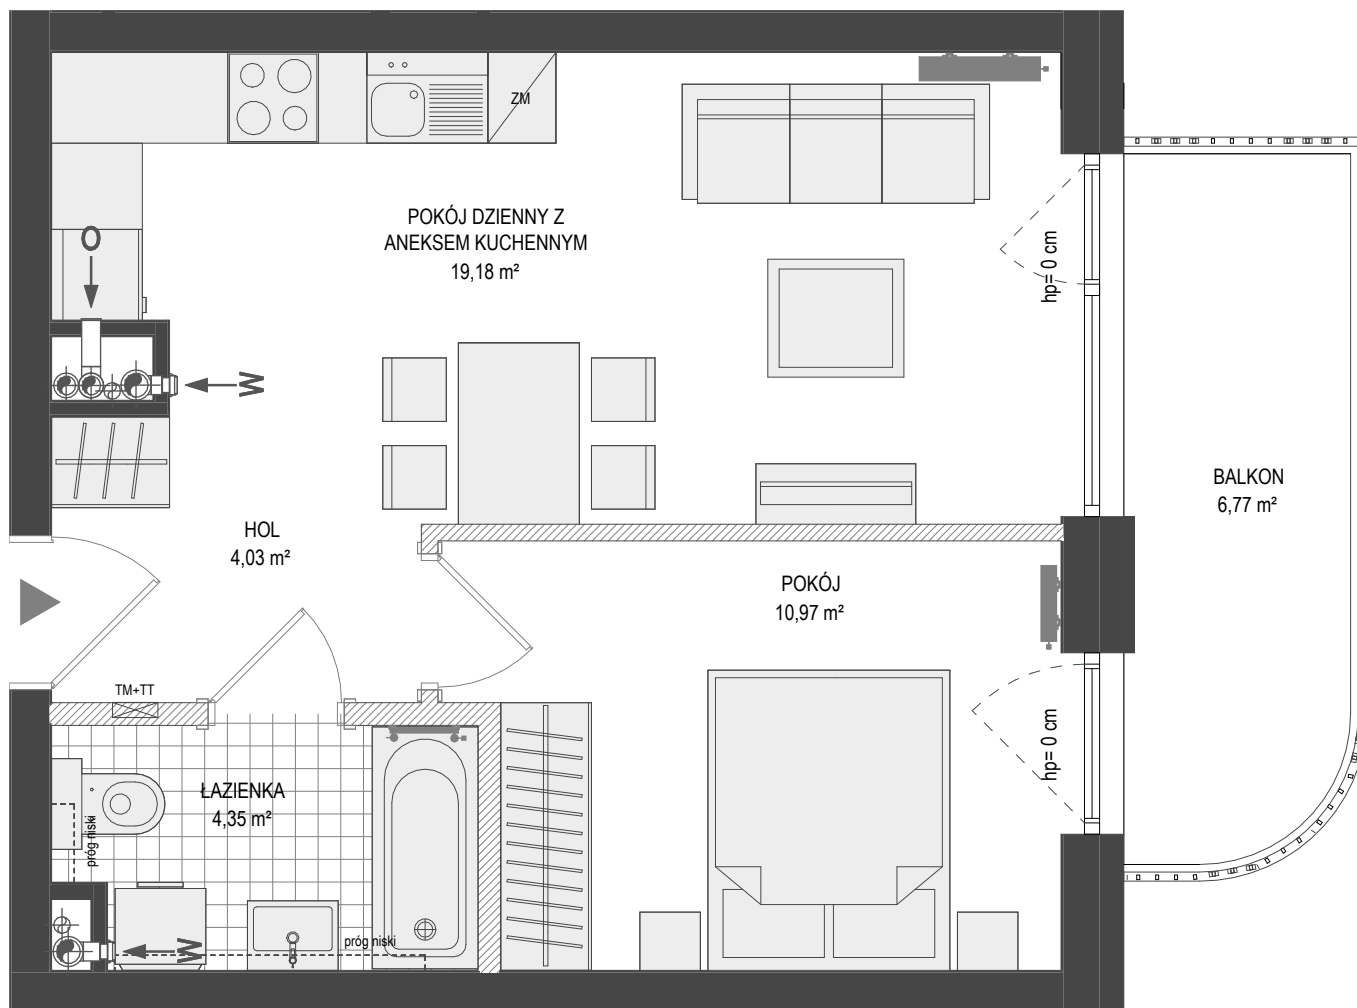 ZM
POKÓJ DZIENNY Z
ANEKSEM KUCHENNYM
19,18 m²
O
W
hp= 0 cm
BALKON
6,77 m²
HOL
4,03 m²
POKÓJ
10,97 m²
TM+TT
hp= 0 cm
ŁAZIENKA
4,35 m²
próg niski
W
próg niski